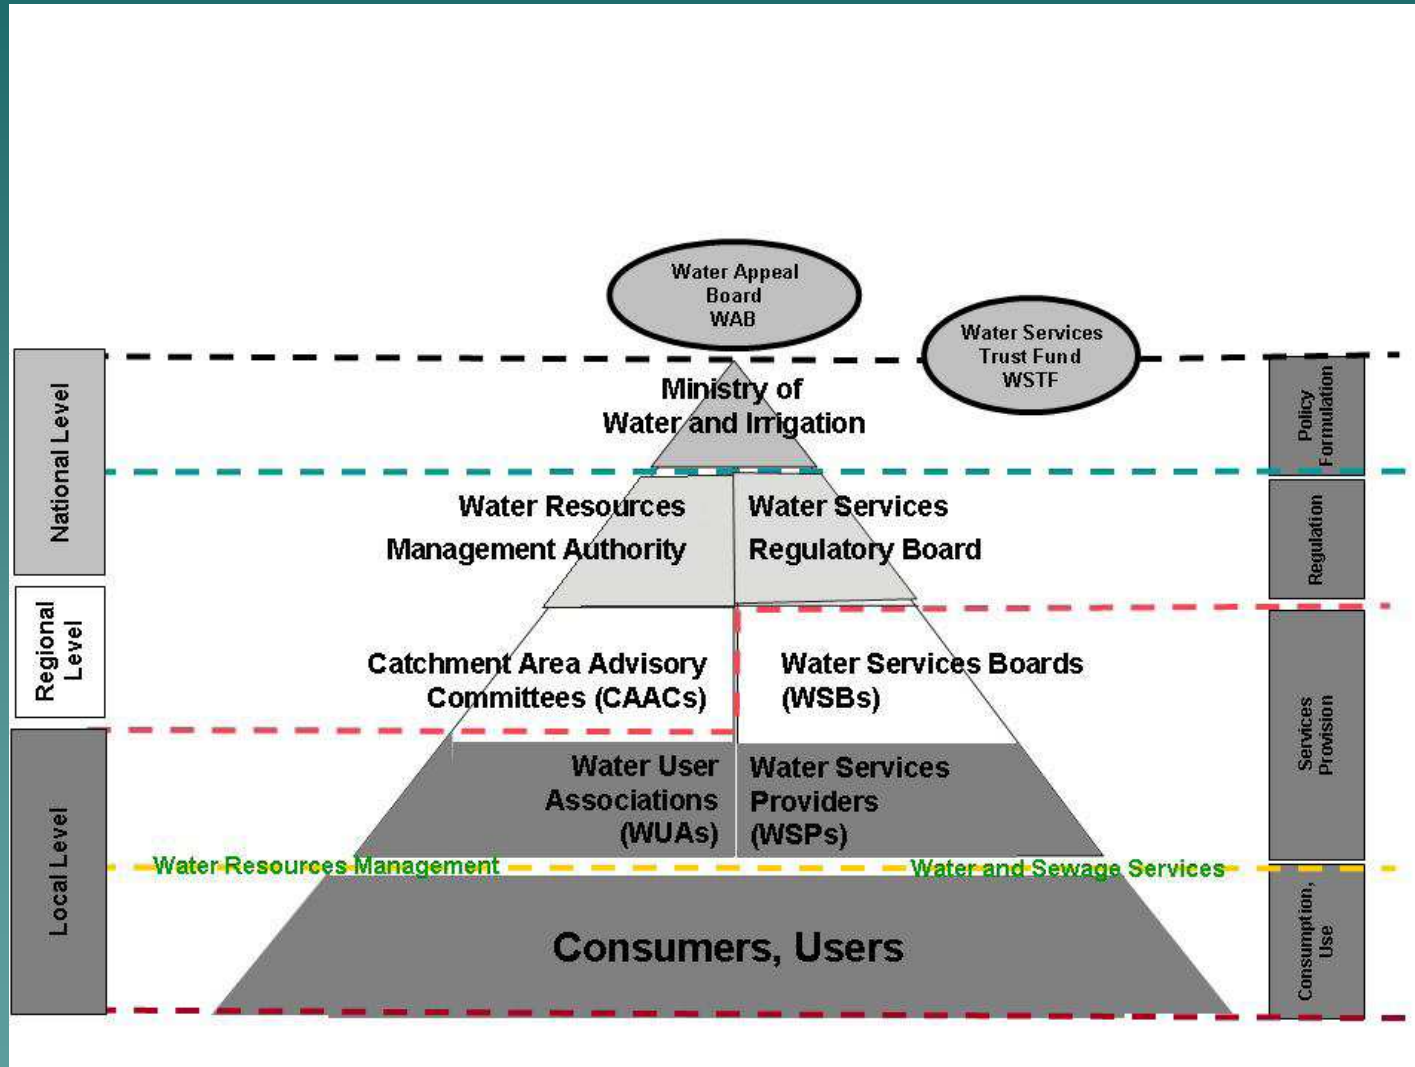 Water Appeal
Board
WAB
Water Services
Trust Fund
WSTF
National Level
Ministry of
Water and Irrigation
Policy
Formulation
Water Resources
Management Authority
Water Services
Regulatory Board
Regulation
Regional
Level
Catchment Area Advisory
Committees (CAACs)
Water Services Boards
(WSBs)
Services
Provision
Local Level
Water User
Associations
(WUAs)
Water Services
Providers
(WSPs)
Water Resources Management
Water and Sewage Services
Consumers, Users
Consumption,
Use